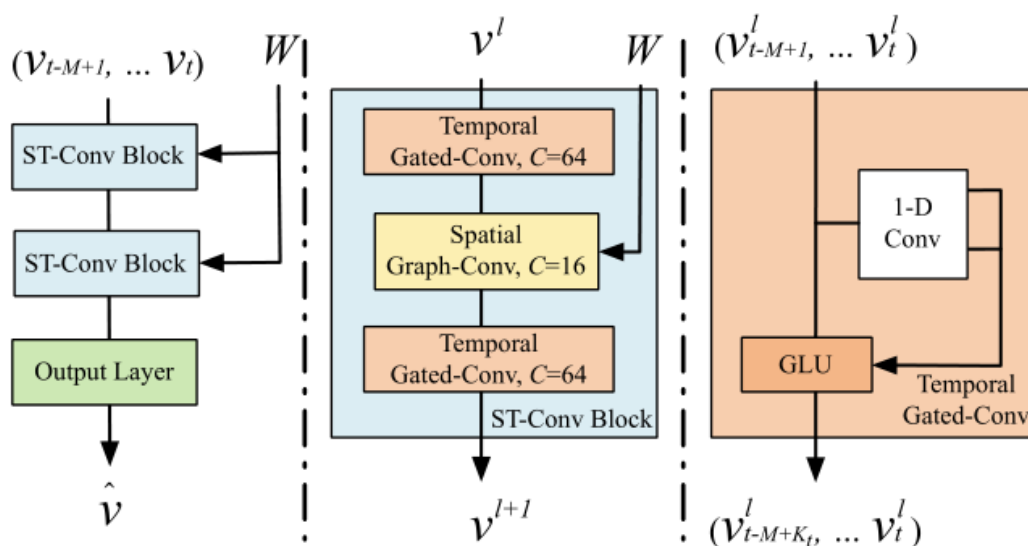 (v_{t-M+1}, ... v_t)
W
ST-Conv Block
ST-Conv Block
Output Layer
v̂
v^l
W
Temporal
Gated-Conv, C=64
Spatial
Graph-Conv, C=16
Temporal
Gated-Conv, C=64
ST-Conv Block
v^{l+1}
(v^l_{t-M+1}, ... v^l_t)
1-D
Conv
GLU
Temporal
Gated-Conv
(v^l_{t-M+K_t}, ... v^l_t)